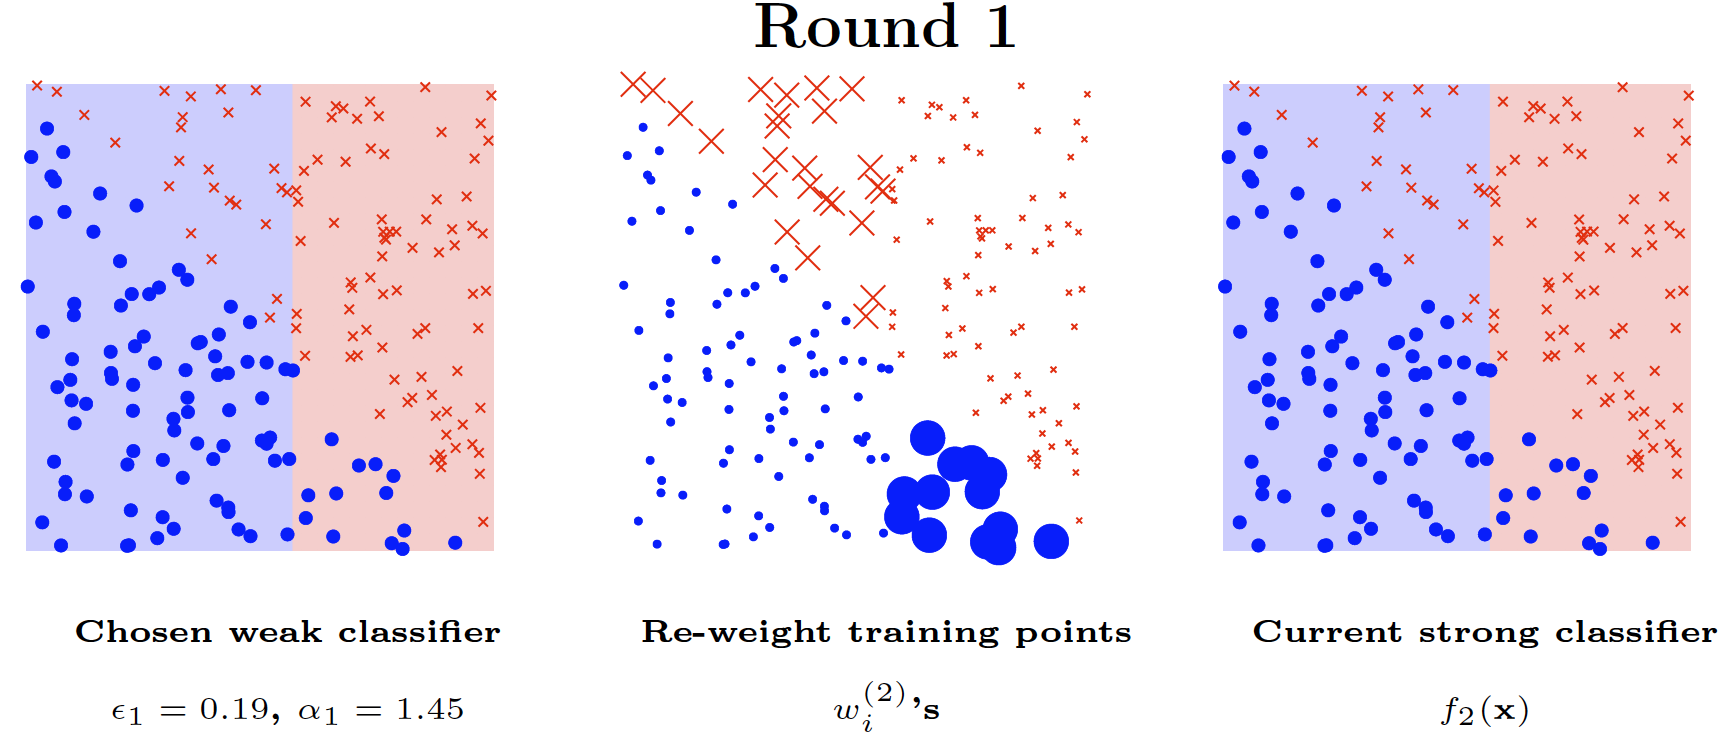 Round 1
Chosen weak classifier
Re-weight training points
Current strong classifier
ϵ₁ = 0.19, α₁ = 1.45
wᵢ⁽²⁾'s
f₂(x)